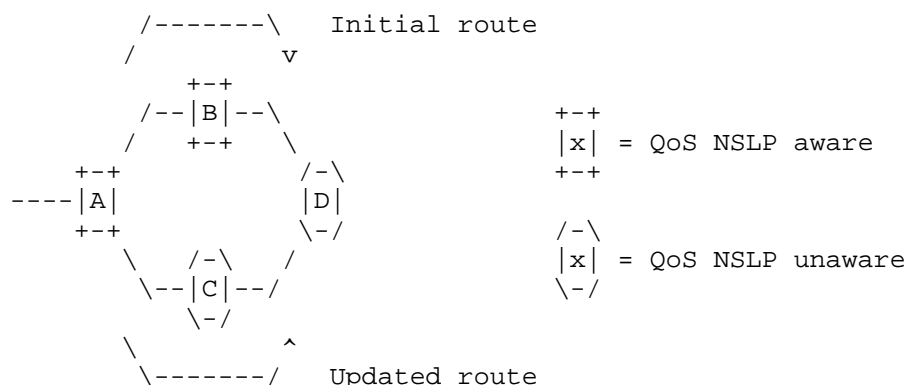 /-------\   Initial route
     /         v
         +-+
      /--|B|--\                  +-+
     /   +-+   \                 |x| = QoS NSLP aware
  +-+           /-\              +-+
----|A|         |D|
  +-+           \-/              /-\
     \   /-\   /                 |x| = QoS NSLP unaware
      \--|C|--/                  \-/
         \-/
     \         ^
      \-------/   Updated route